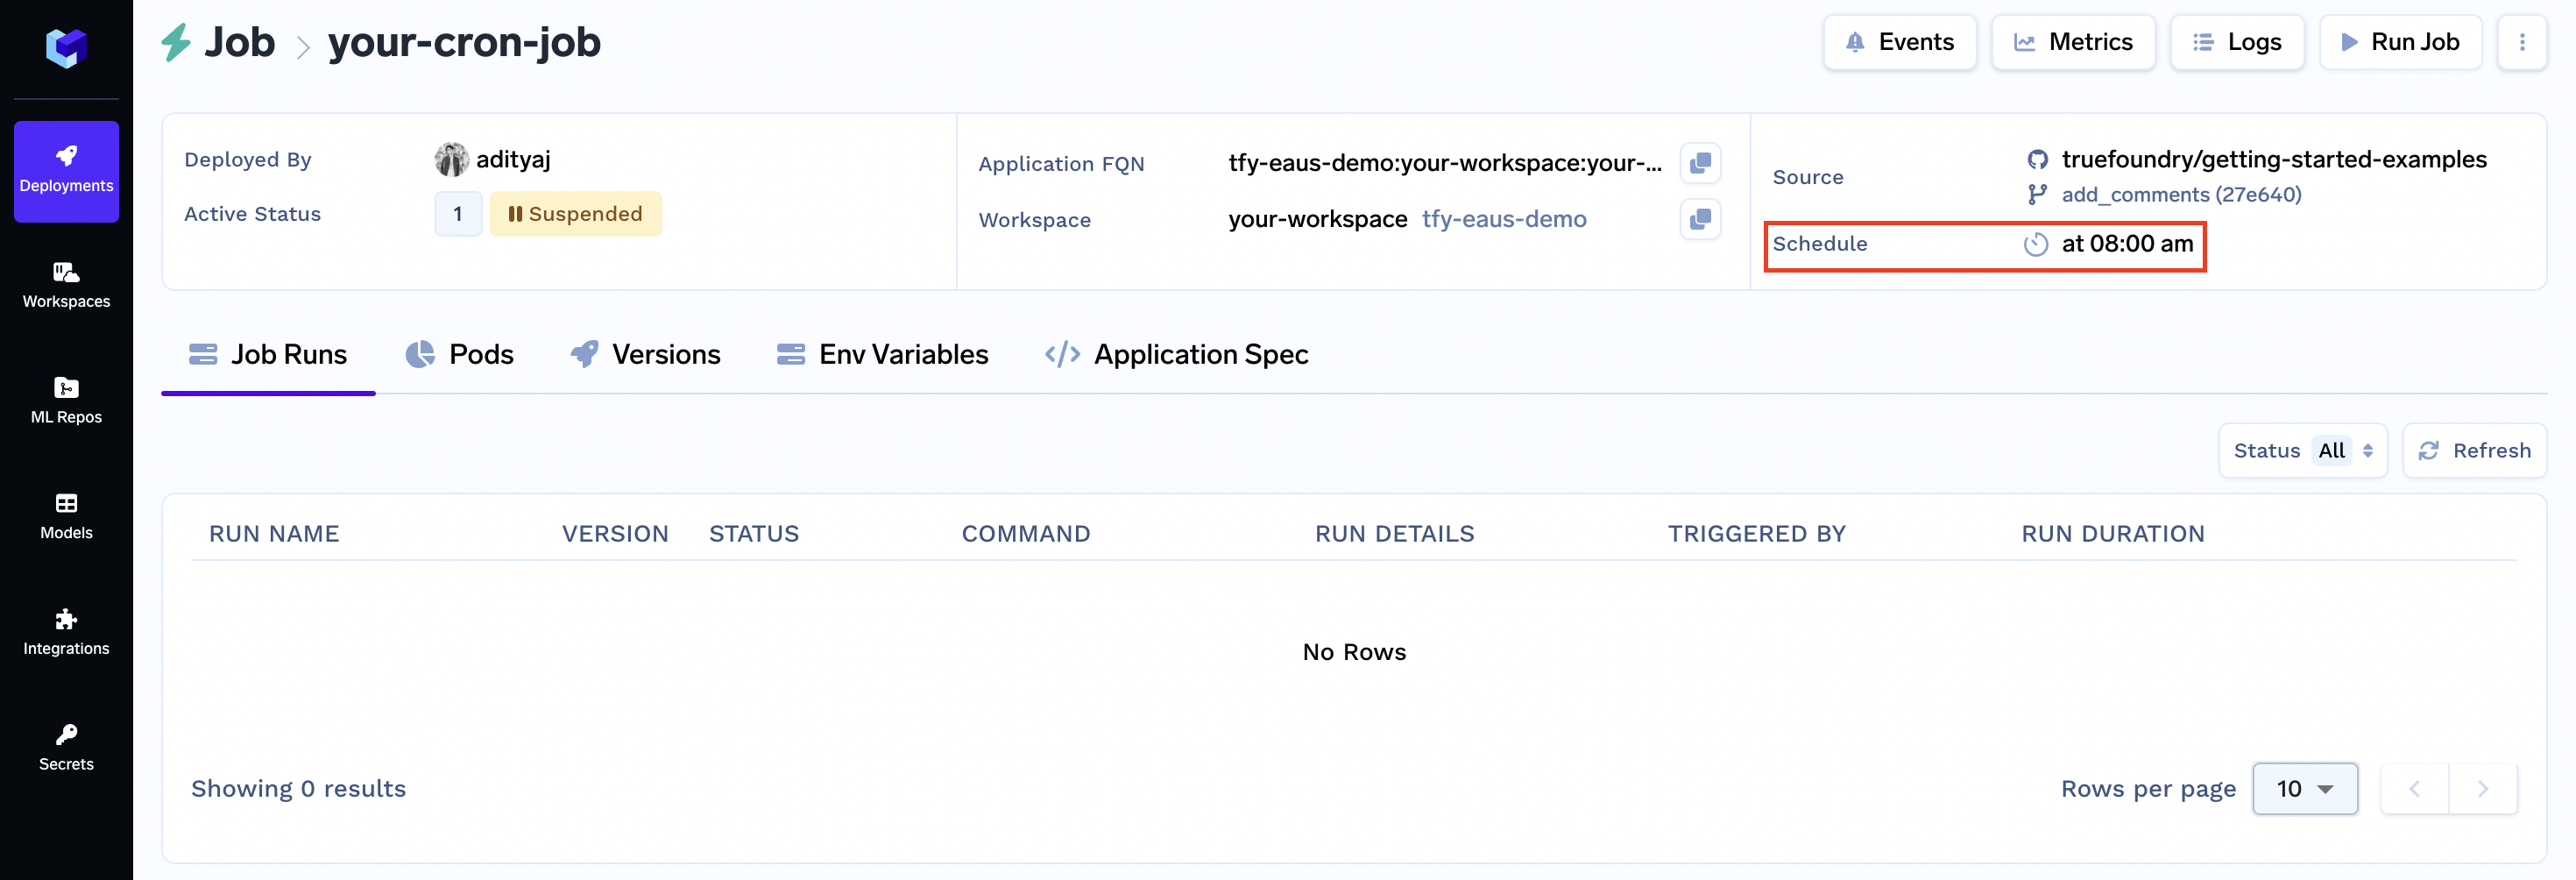 Job
your-cron-job
Events
Metrics
Logs
Run Job
Deployments
Workspaces
ML Repos
Models
Integrations
Secrets
Deployed By
adityaj
Active Status
1
Suspended
Application FQN
tfy-eaus-demo:your-workspace:your-...
Workspace
your-workspace tfy-eaus-demo
Source
truefoundry/getting-started-examples
add_comments (27e640)
Schedule
at 08:00 am
Job Runs
Pods
Versions
Env Variables
Application Spec
Status All
Refresh
RUN NAME
VERSION
STATUS
COMMAND
RUN DETAILS
TRIGGERED BY
RUN DURATION
No Rows
Showing 0 results
Rows per page
10